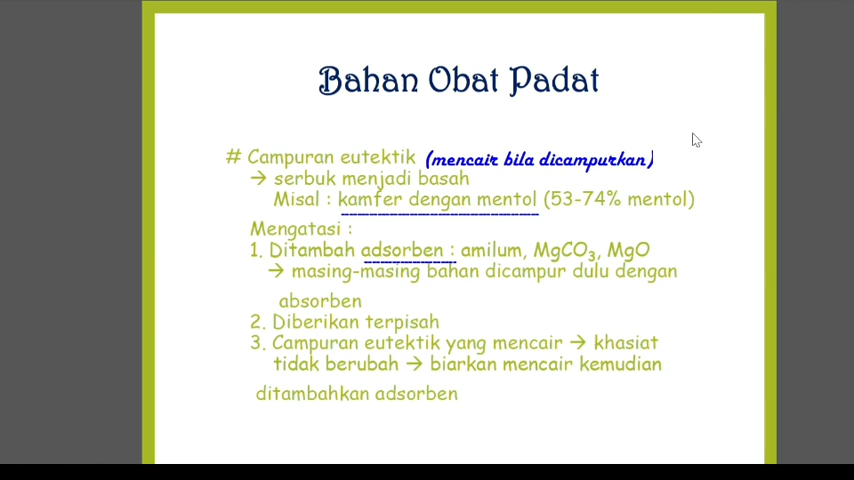 Bahan Obat Padat
# Campuran eutektik (mencair bila dicampurkan)
→ serbuk menjadi basah
Misal : kamfer dengan mentol (53-74% mentol)
Mengatasi :
1. Ditambah adsorben : amilum, MgCO₃, MgO
→ masing-masing bahan dicampur dulu dengan
absorben
2. Diberikan terpisah
3. Campuran eutektik yang mencair → khasiat
tidak berubah → biarkan mencair kemudian
ditambahkan adsorben